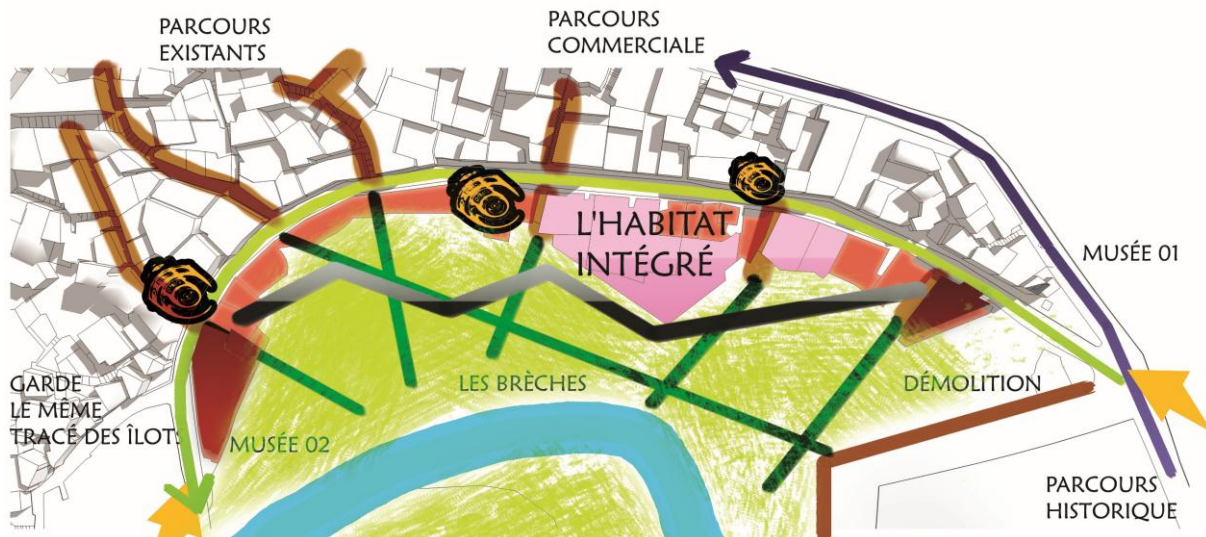 PARCOURS
EXISTANTS
PARCOURS
COMMERCIALE
L'HABITAT
INTÉGRÉ
MUSÉE 01
GARDE
LE MÊME
TRACÉ DES ÎLOTS
LES BRÈCHES
DÉMOLITION
MUSÉE 02
PARCOURS
HISTORIQUE